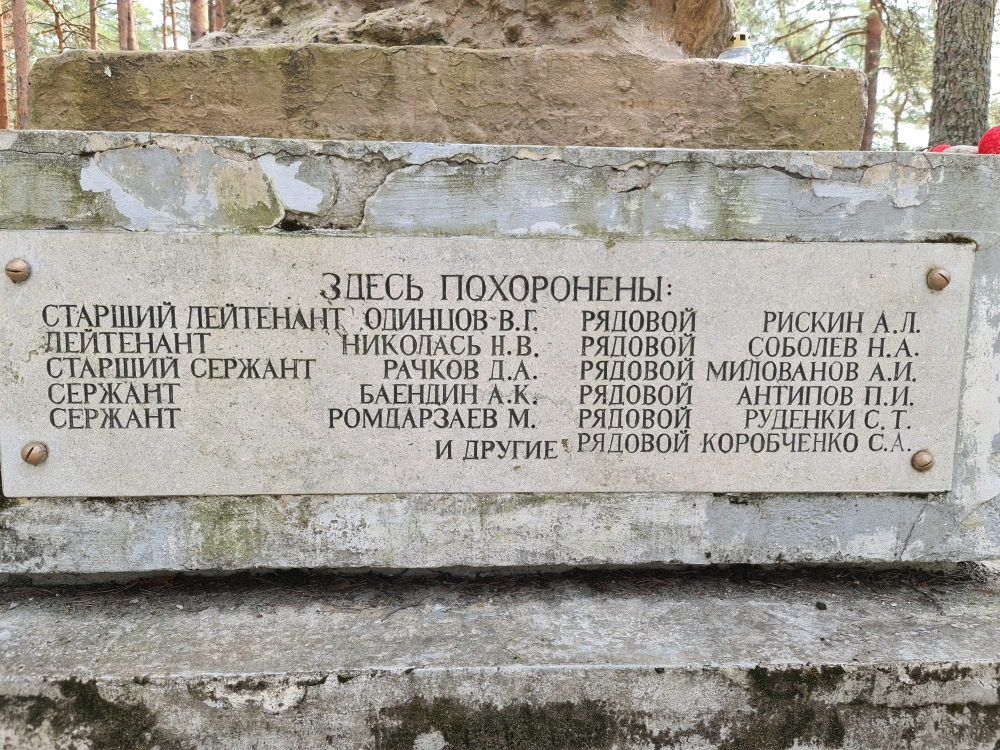 ЗДЕСЬ ПОХОРОНЕНЫ:
СТАРШИЙ ЛЕЙТЕНАНТ ОДИНЦОВ В.Г. РЯДОВОЙ РИСКИН А.Л.
ЛЕЙТЕНАНТ НИКОЛАСЬ Н.В. РЯДОВОЙ СОБОЛЕВ Н.А.
СТАРШИЙ СЕРЖАНТ РАЧКОВ Д.А. РЯДОВОЙ МИЛОВАНОВ А.И.
СЕРЖАНТ БАЕНДИН А.К. РЯДОВОЙ АНТИПОВ П.И.
СЕРЖАНТ РОМДАРЗАЕВ М. РЯДОВОЙ РУДЕНКИ С.Т.
И ДРУГИЕ РЯДОВОЙ КОРОБЧЕНКО С.А.